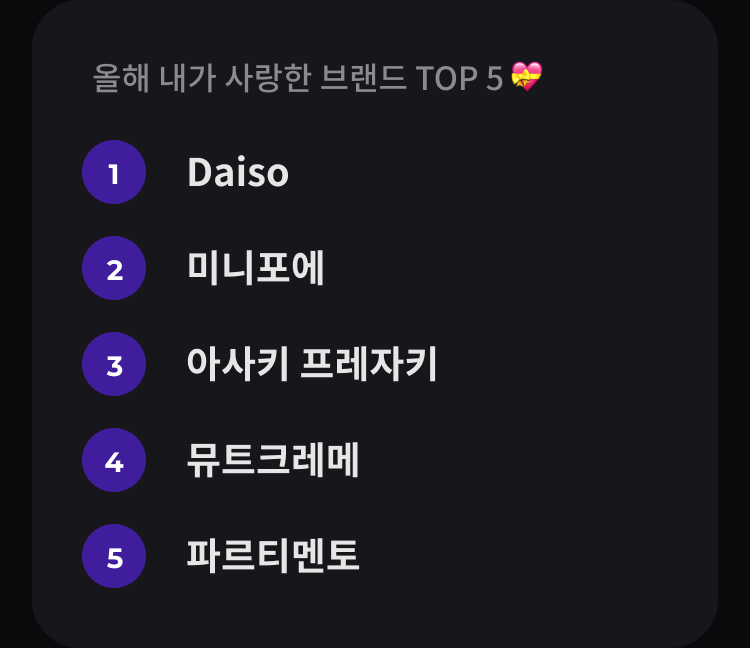 올해 내가 사랑한 브랜드 TOP 5 💝
1 Daiso
2 미니포에
3 아사키 프레자키
4 뮤트크레메
5 파르티멘토